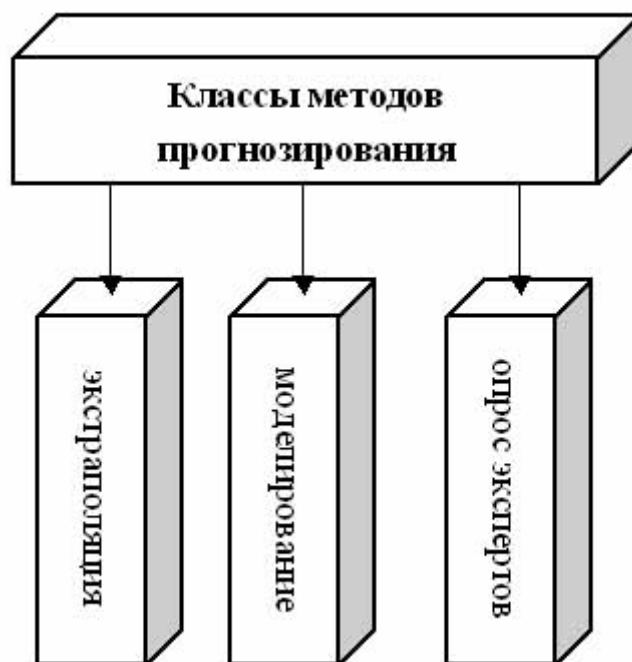 Классы методов
прогнозирования
экстраполяция
моделирование
опрос экспертов